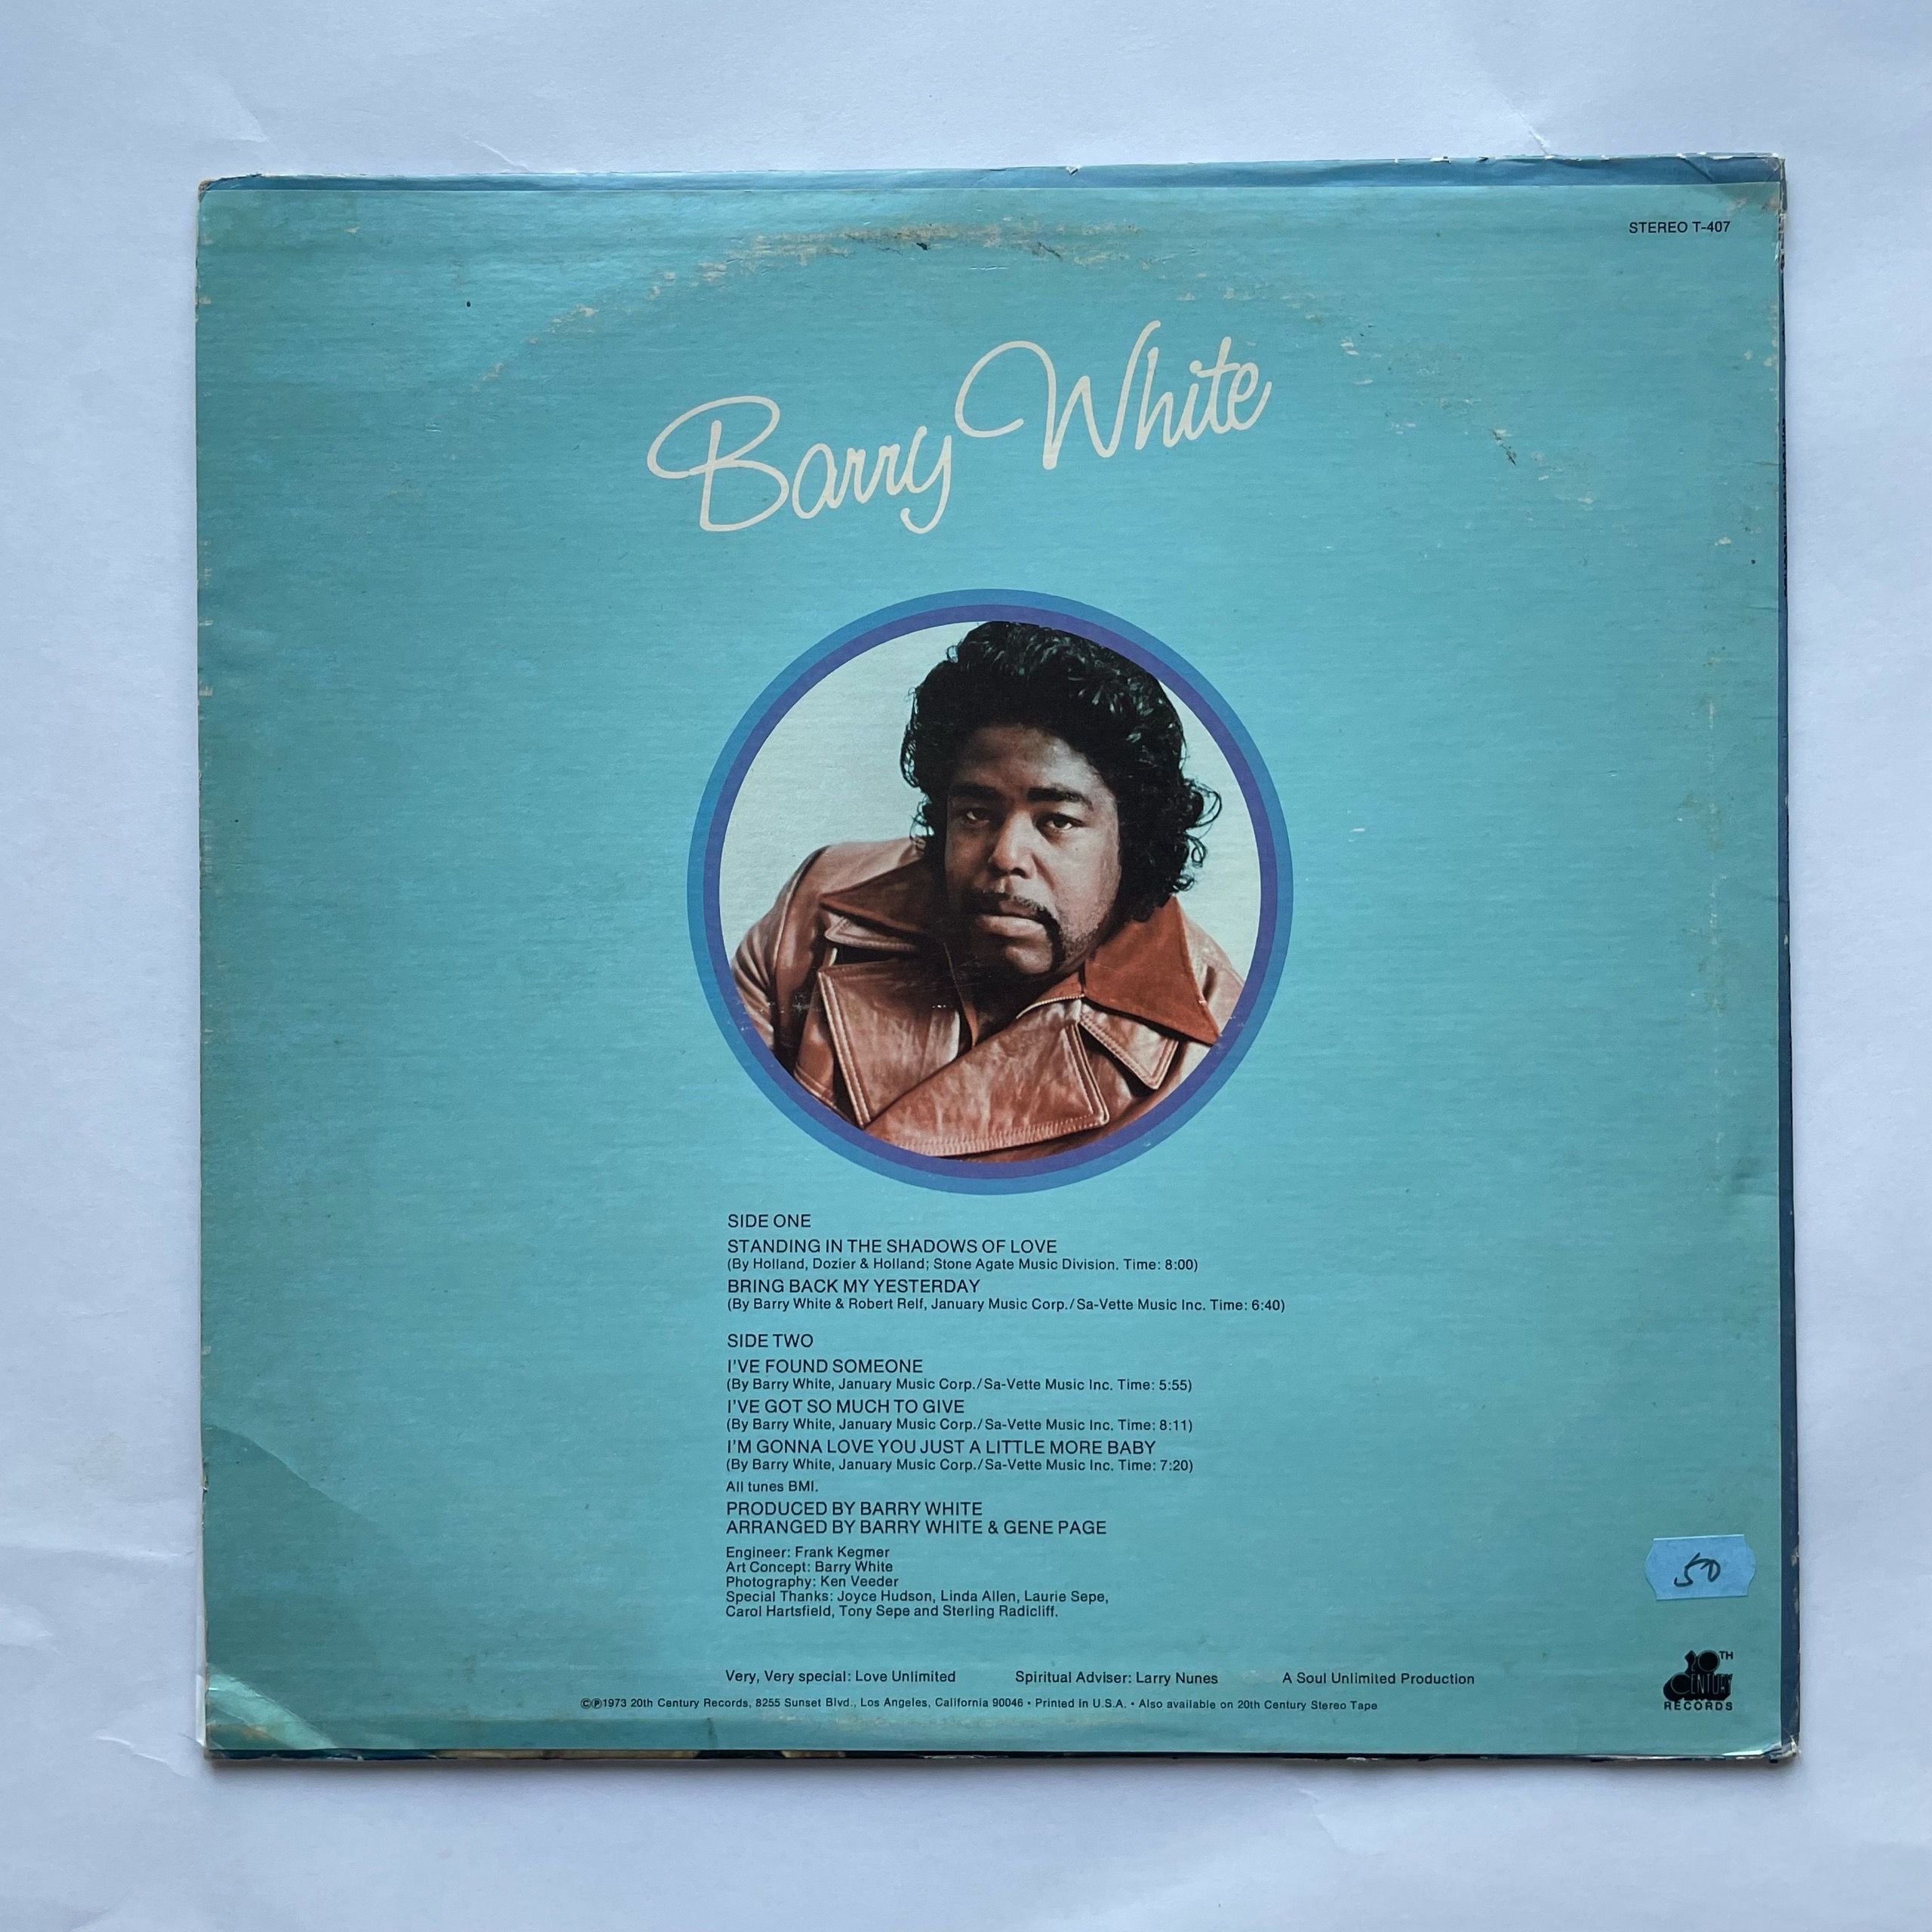 STEREO T-407
Barry White
SIDE ONE
STANDING IN THE SHADOWS OF LOVE
(By Holland, Dozier & Holland; Stone Agate Music Division. Time: 8:00)
BRING BACK MY YESTERDAY
(By Barry White & Robert Relf, January Music Corp./Sa-Vette Music Inc. Time: 6:40)
SIDE TWO
I'VE FOUND SOMEONE
(By Barry White, January Music Corp./Sa-Vette Music Inc. Time: 5:55)
I'VE GOT SO MUCH TO GIVE
(By Barry White, January Music Corp./Sa-Vette Music Inc. Time: 8:11)
I'M GONNA LOVE YOU JUST A LITTLE MORE BABY
(By Barry White, January Music Corp./Sa-Vette Music Inc. Time: 7:20)
All tunes BMI.
PRODUCED BY BARRY WHITE
ARRANGED BY BARRY WHITE & GENE PAGE
Engineer: Frank Kegmer
Art Concept: Barry White
Photography: Ken Veeder
Special Thanks: Joyce Hudson, Linda Allen, Laurie Sepe,
Carol Hartsfield, Tony Sepe and Sterling Radicliff.
50
Very, Very special: Love Unlimited Spiritual Adviser: Larry Nunes A Soul Unlimited Production
©℗1973 20th Century Records, 8255 Sunset Blvd., Los Angeles, California 90046 • Printed in U.S.A. • Also available on 20th Century Stereo Tape
20TH
CENTURY
RECORDS